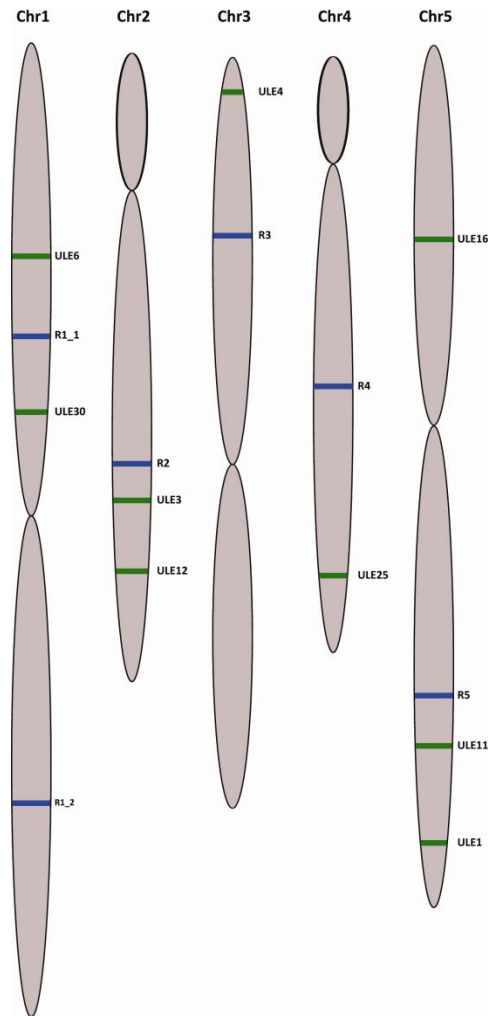 Chr1 Chr2 Chr3 Chr4 Chr5
ULE4
ULE16
R3
ULE6
R1_1
R4
ULE30
R2
ULE3
ULE12
ULE25
R5
ULE11
R1_2
ULE1